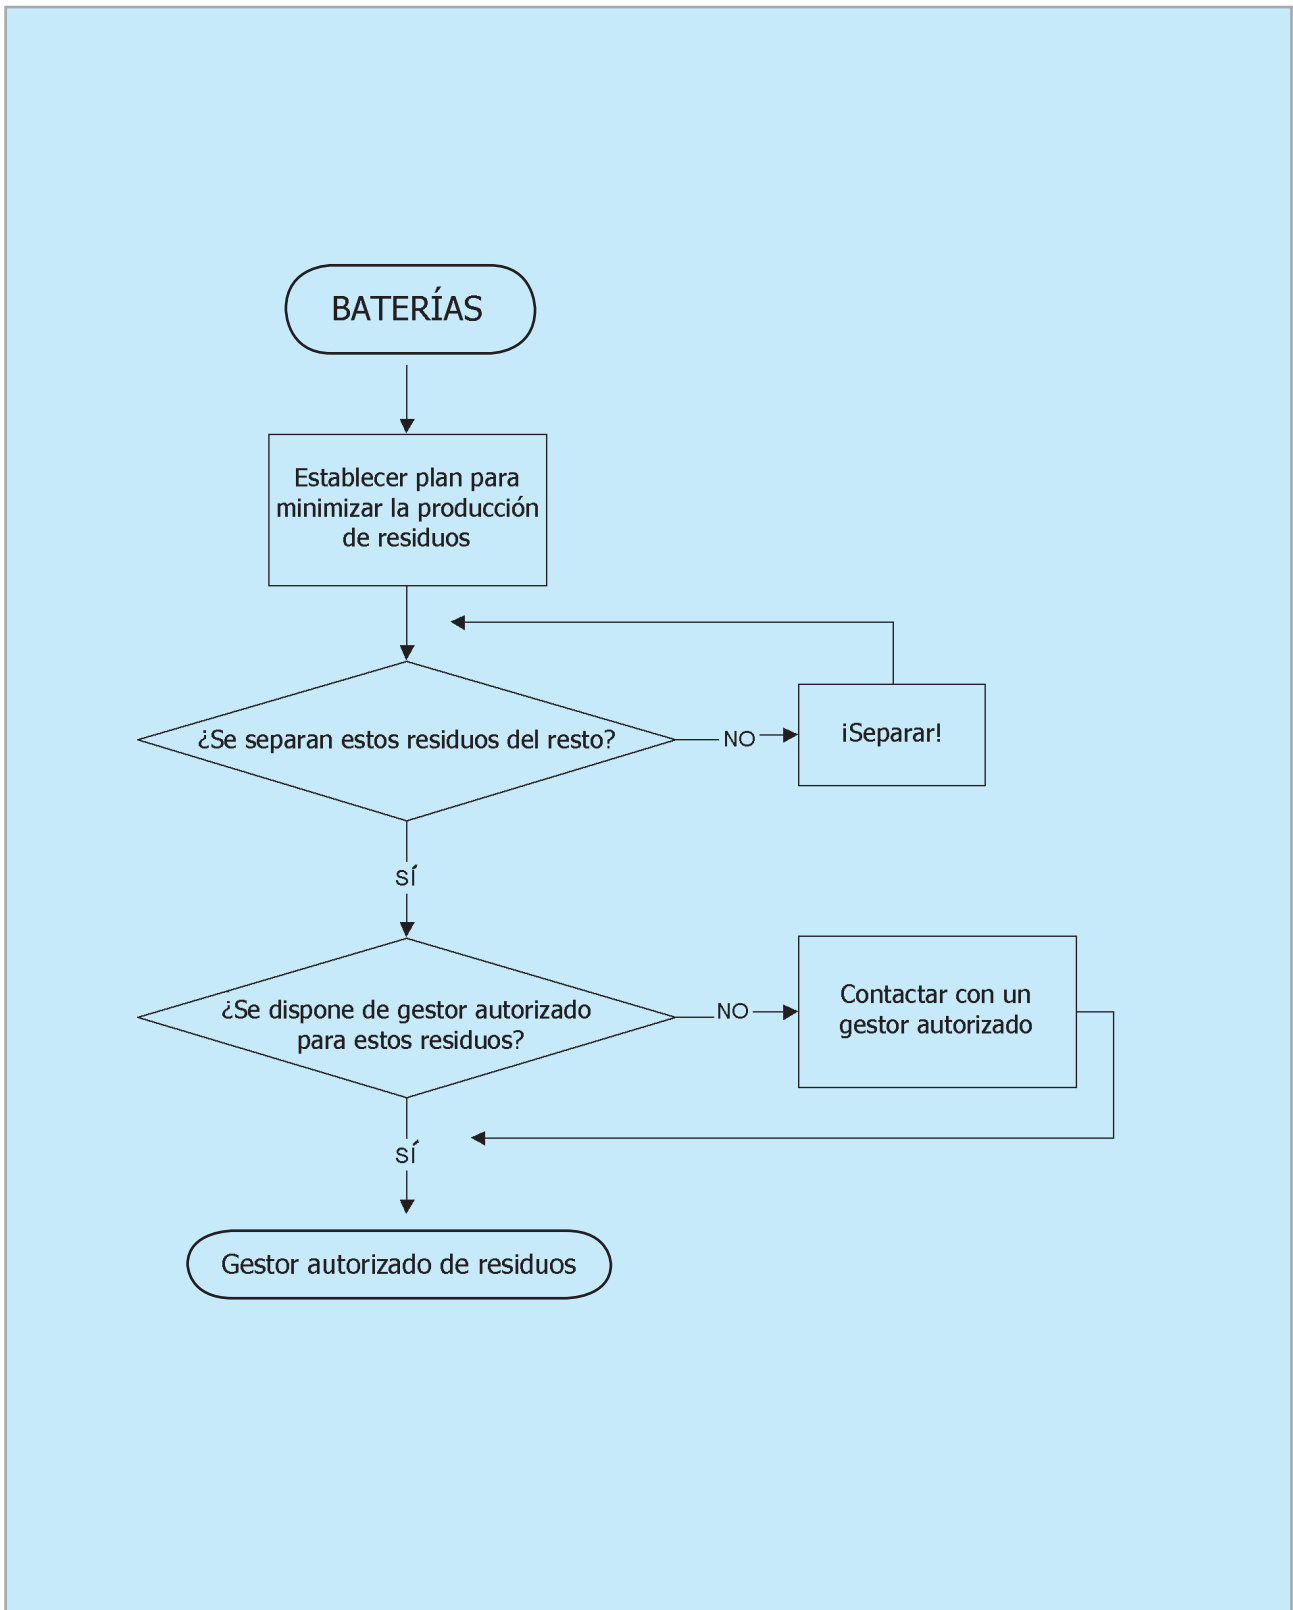 BATERÍAS
Establecer plan para
minimizar la producción
de residuos
¿Se separan estos residuos del resto?
NO
¡Separar!
SÍ
¿Se dispone de gestor autorizado
para estos residuos?
NO
Contactar con un
gestor autorizado
SÍ
Gestor autorizado de residuos